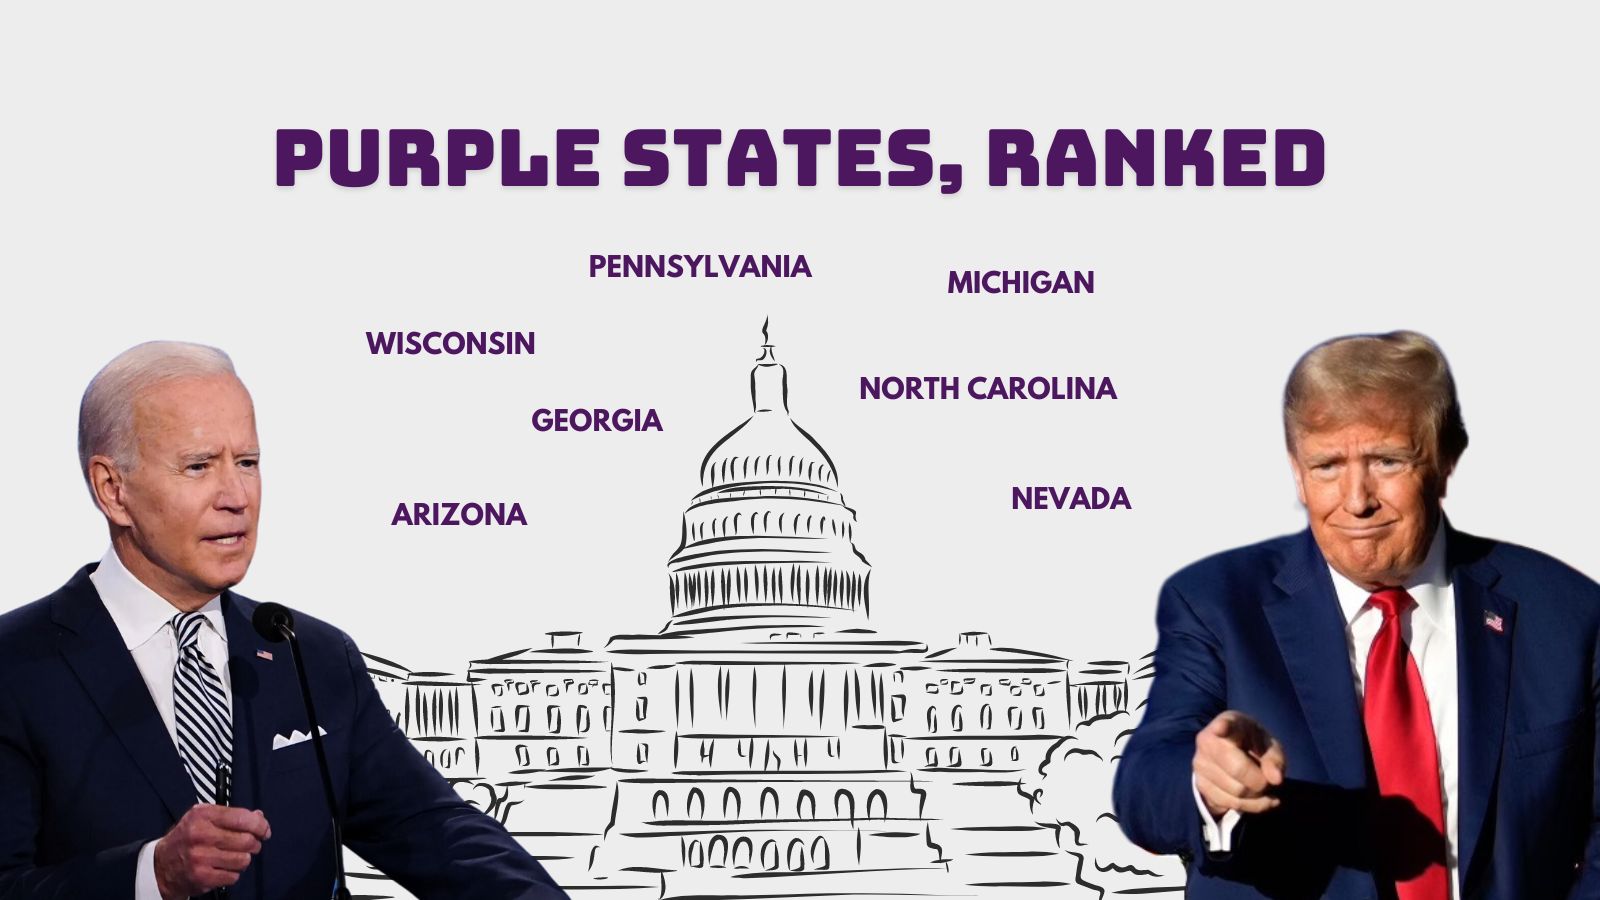 PURPLE STATES, RANKED
PENNSYLVANIA
MICHIGAN
WISCONSIN
NORTH CAROLINA
GEORGIA
NEVADA
ARIZONA